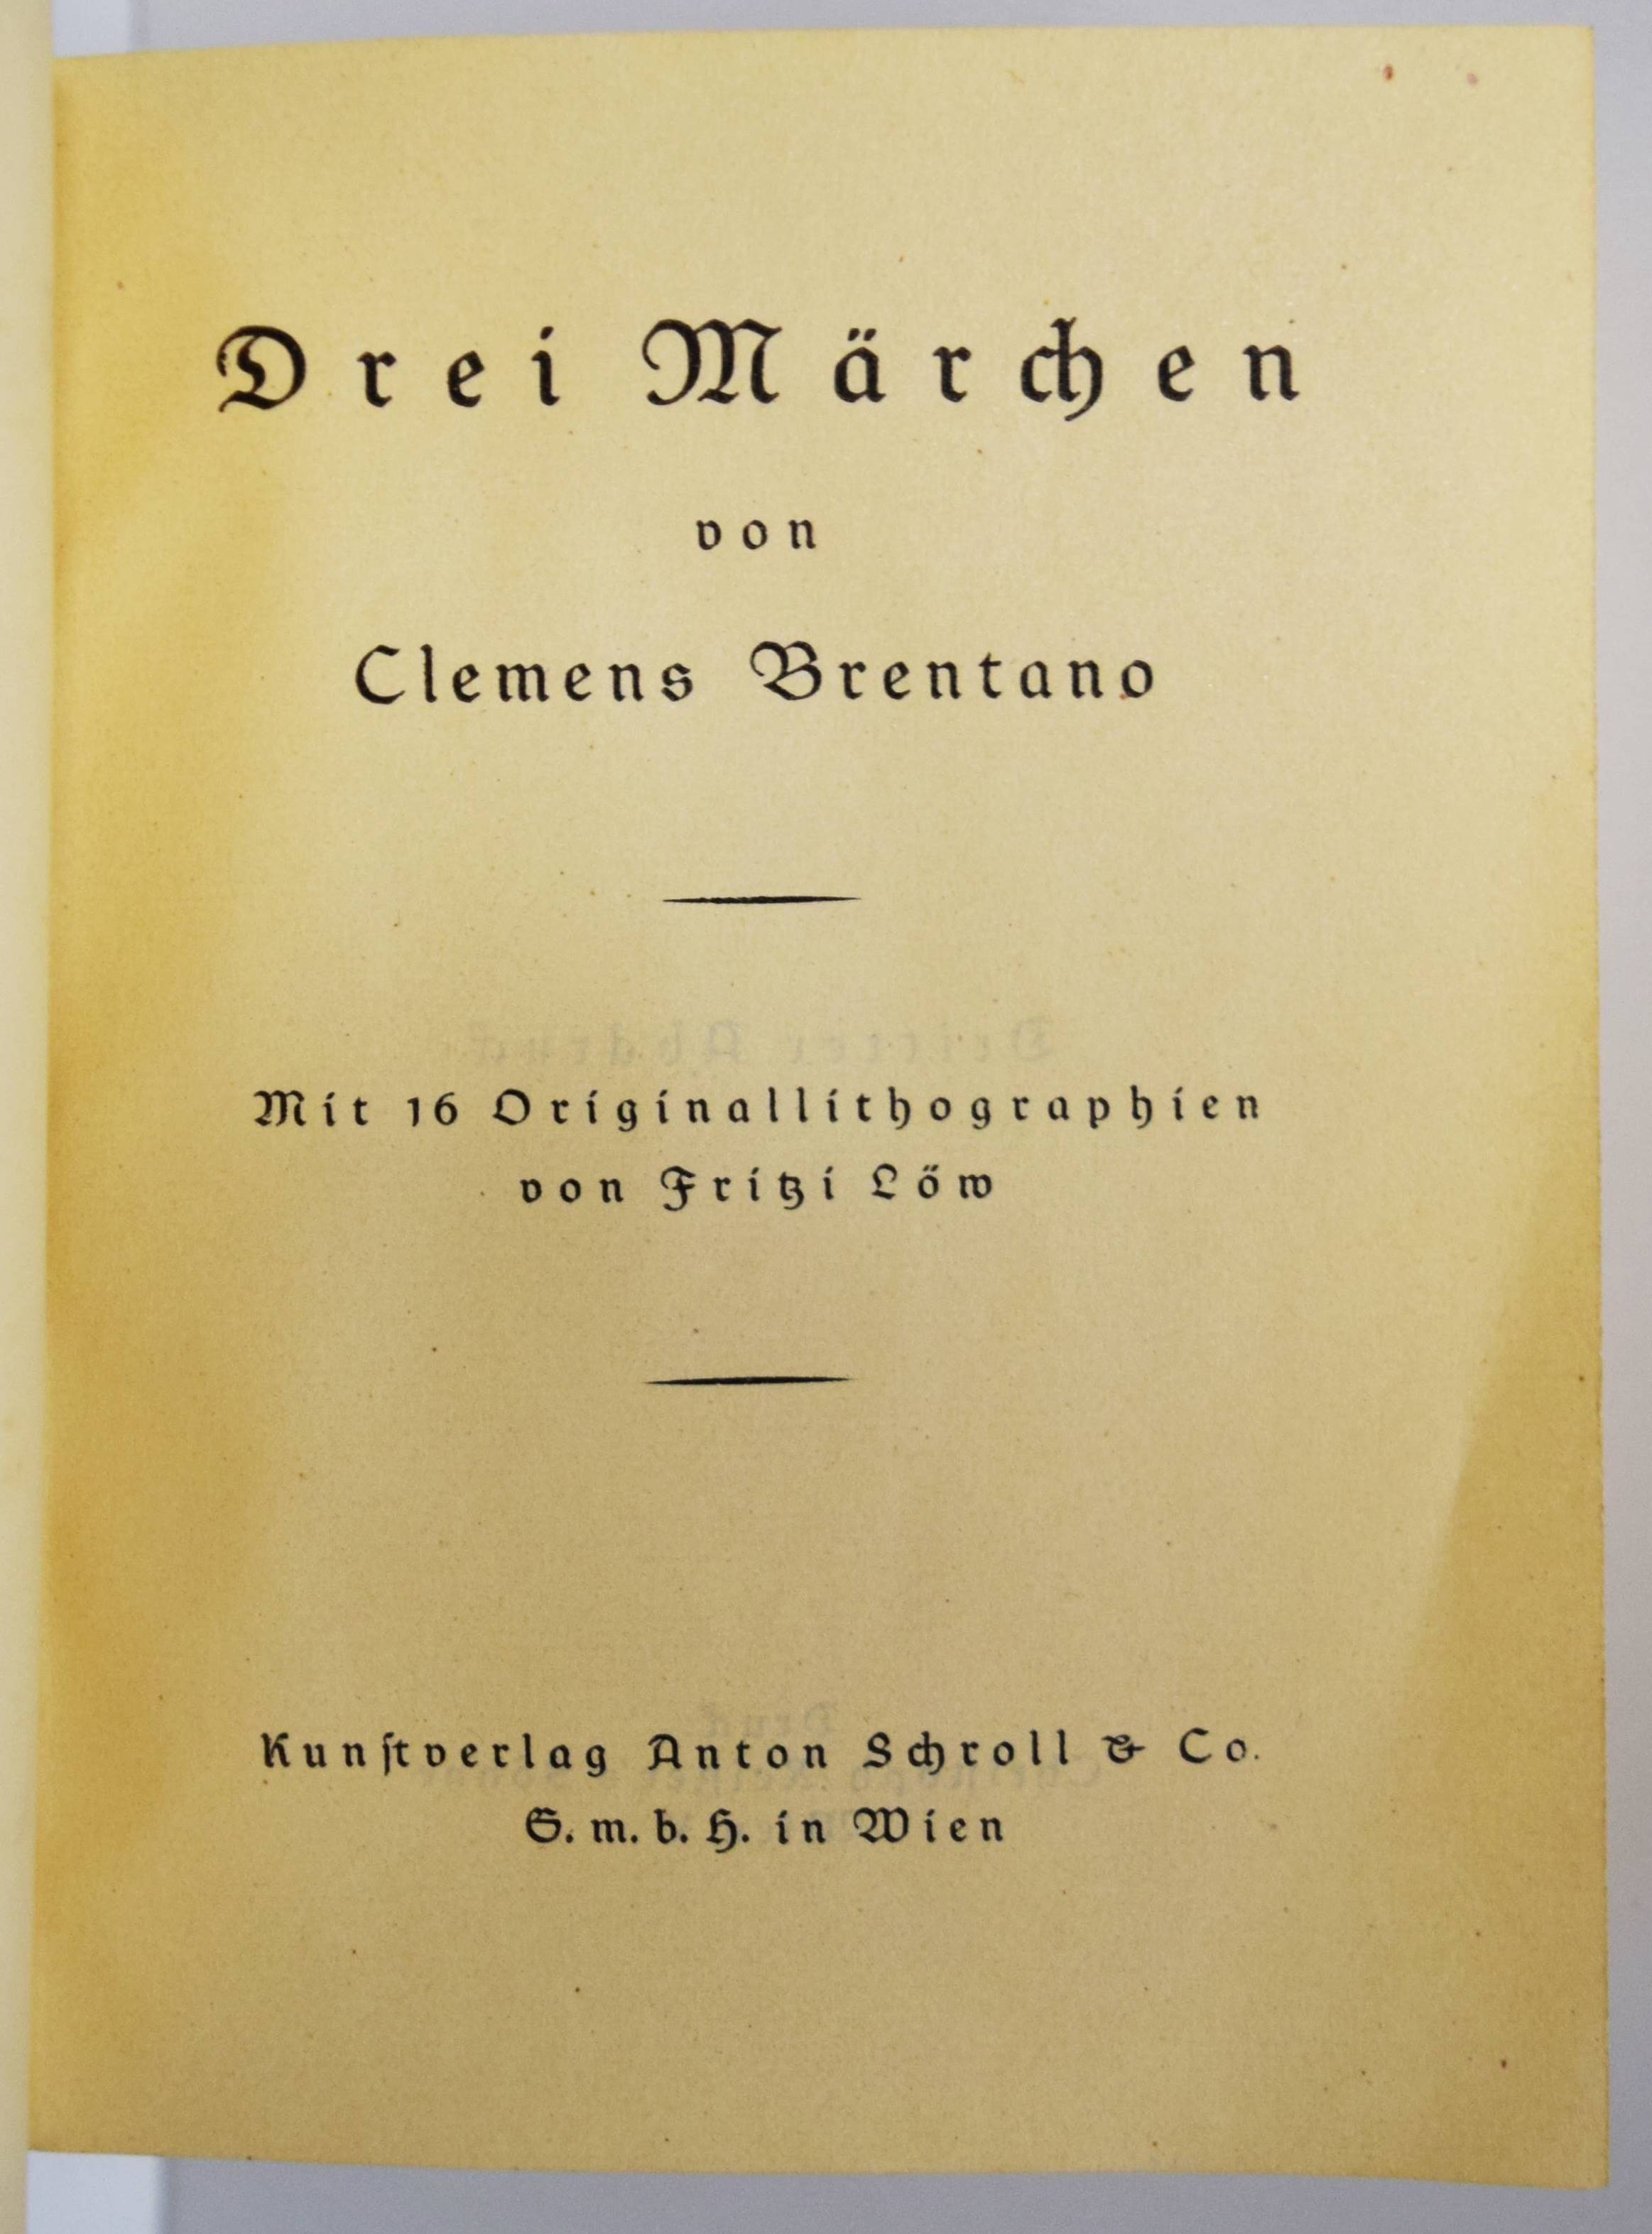 Drei Märchen
von
Clemens Brentano
Mit 16 Originallithographien
von Fritzi Löw
Kunſtverlag Anton Schroll & Co.
G. m. b. H. in Wien